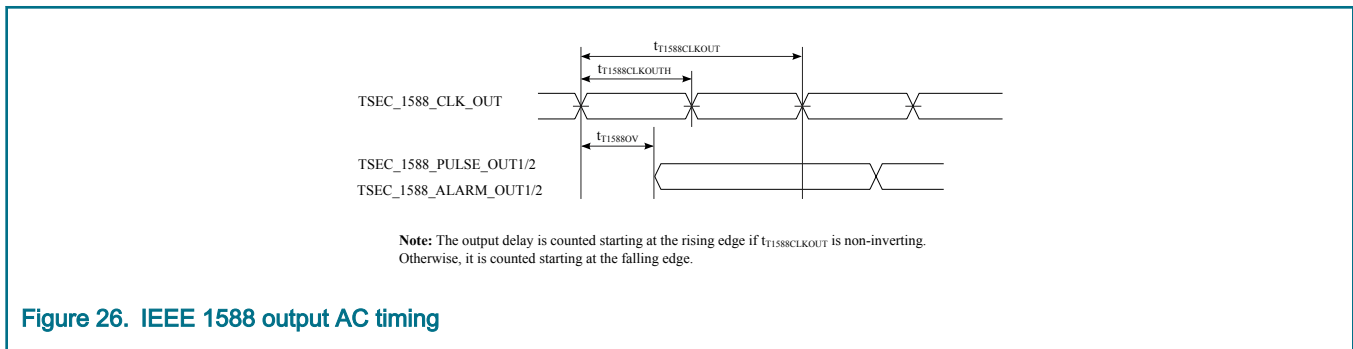 tT1588CLKOUT
tT1588CLKOUTH
TSEC_1588_CLK_OUT
tT1588OV
TSEC_1588_PULSE_OUT1/2
TSEC_1588_ALARM_OUT1/2
Note: The output delay is counted starting at the rising edge if tT1588CLKOUT is non-inverting.
Otherwise, it is counted starting at the falling edge.
Figure 26. IEEE 1588 output AC timing